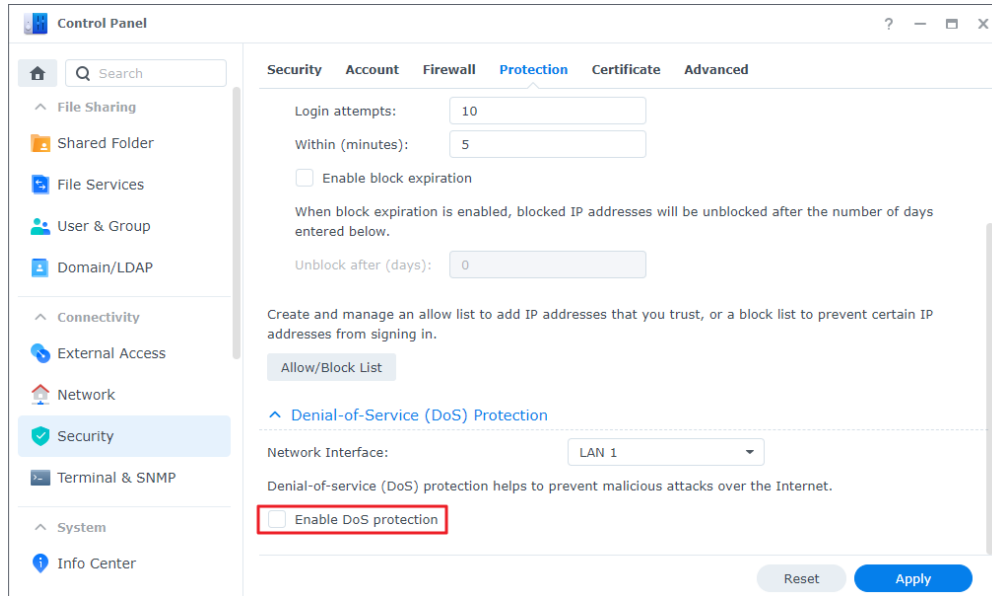 Control Panel
?
Search
File Sharing
Shared Folder
File Services
User & Group
Domain/LDAP
Connectivity
External Access
Network
Security
Terminal & SNMP
System
Info Center
Security Account Firewall Protection Certificate Advanced
Login attempts: 10
Within (minutes): 5
Enable block expiration
When block expiration is enabled, blocked IP addresses will be unblocked after the number of days
entered below.
Unblock after (days): 0
Create and manage an allow list to add IP addresses that you trust, or a block list to prevent certain IP
addresses from signing in.
Allow/Block List
Denial-of-Service (DoS) Protection
Network Interface: LAN 1
Denial-of-service (DoS) protection helps to prevent malicious attacks over the Internet.
Enable DoS protection
Reset Apply